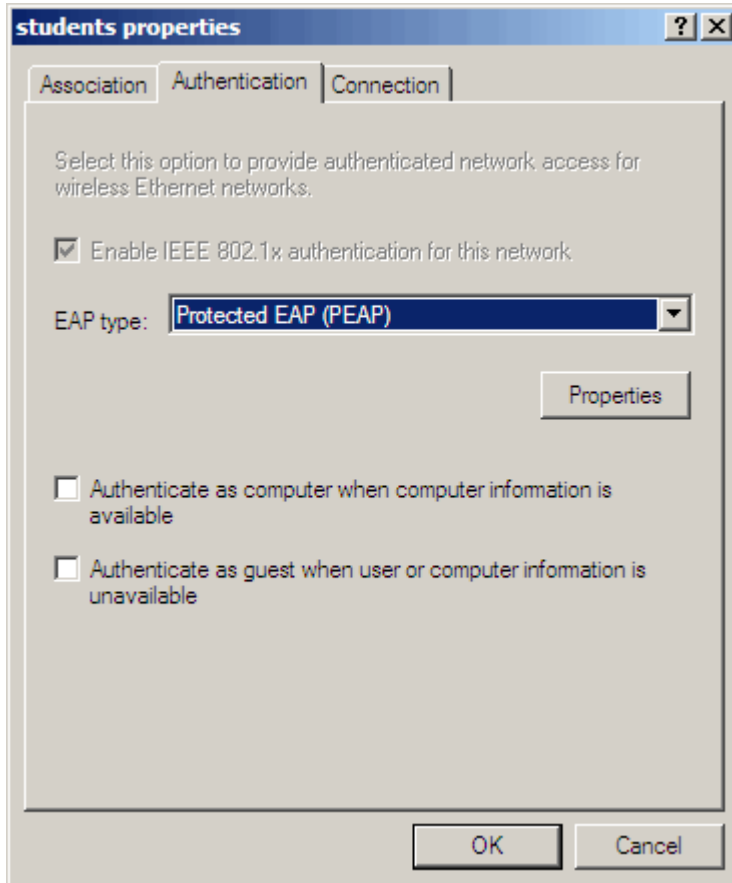 students properties
Association Authentication Connection
Select this option to provide authenticated network access for
wireless Ethernet networks.
Enable IEEE 802.1x authentication for this network
EAP type: Protected EAP (PEAP)
Properties
Authenticate as computer when computer information is
available
Authenticate as guest when user or computer information is
unavailable
OK Cancel